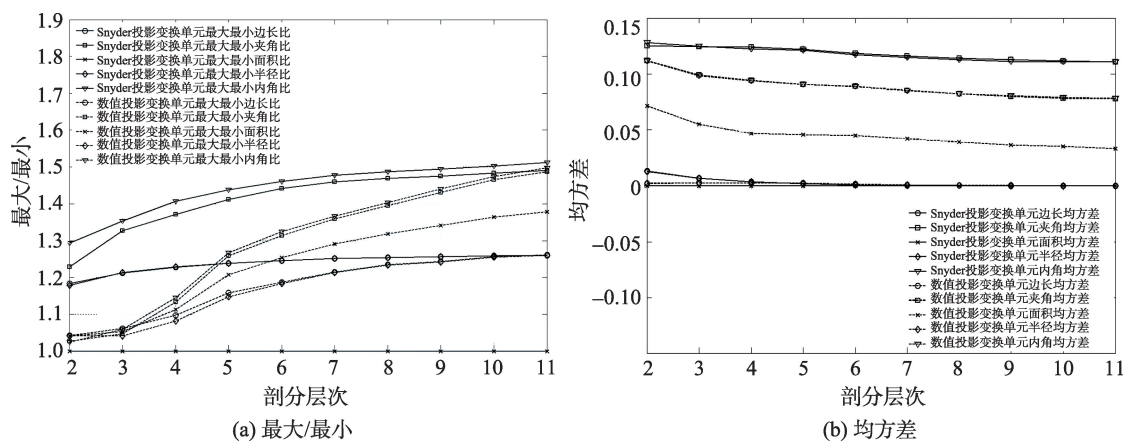 1.9
1.8
1.7
1.6
1.5
1.4
1.3
1.2
1.1
1.0
最大/最小
Snyder投影变换单元最大最小边长比
Snyder投影变换单元最大最小夹角比
Snyder投影变换单元最大最小面积比
Snyder投影变换单元最大最小半径比
Snyder投影变换单元最大最小内角比
数值投影变换单元最大最小边长比
数值投影变换单元最大最小夹角比
数值投影变换单元最大最小面积比
数值投影变换单元最大最小半径比
数值投影变换单元最大最小内角比
2 3 4 5 6 7 8 9 10 11
剖分层次
(a) 最大/最小
0.15
0.10
0.05
0
−0.05
−0.10
均方差
Snyder投影变换单元边长均方差
Snyder投影变换单元夹角均方差
Snyder投影变换单元面积均方差
Snyder投影变换单元半径均方差
Snyder投影变换单元内角均方差
数值投影变换单元边长均方差
数值投影变换单元夹角均方差
数值投影变换单元面积均方差
数值投影变换单元半径均方差
数值投影变换单元内角均方差
2 3 4 5 6 7 8 9 10 11
剖分层次
(b) 均方差